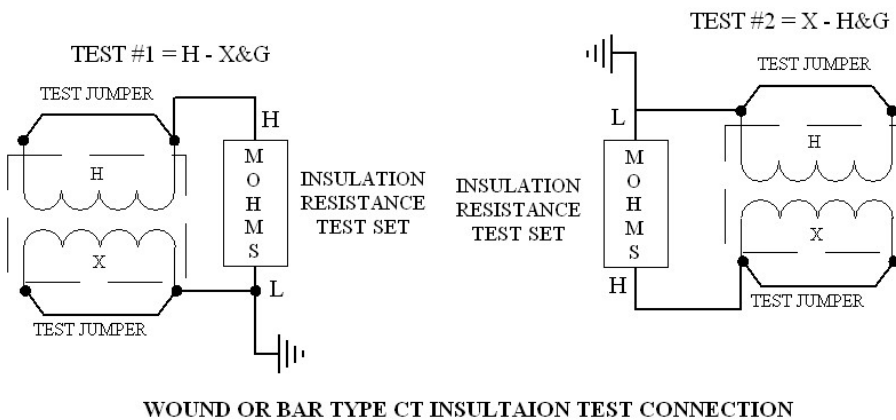 TEST #1 = H - X&G
TEST JUMPER
H
H
X
TEST JUMPER
M
O
H
M
S
L
INSULATION
RESISTANCE
TEST SET
TEST #2 = X - H&G
TEST JUMPER
L
H
X
TEST JUMPER
M
O
H
M
S
H
INSULATION
RESISTANCE
TEST SET
WOUND OR BAR TYPE CT INSULTAION TEST CONNECTION